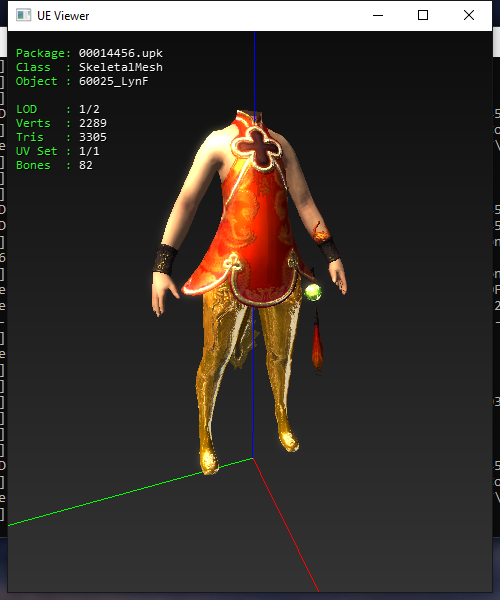 UE Viewer
Package: 00014456.upk
Class  : SkeletalMesh
Object : 60025_LynF
LOD    : 1/2
Verts  : 2289
Tris   : 3305
UV Set : 1/1
Bones  : 82